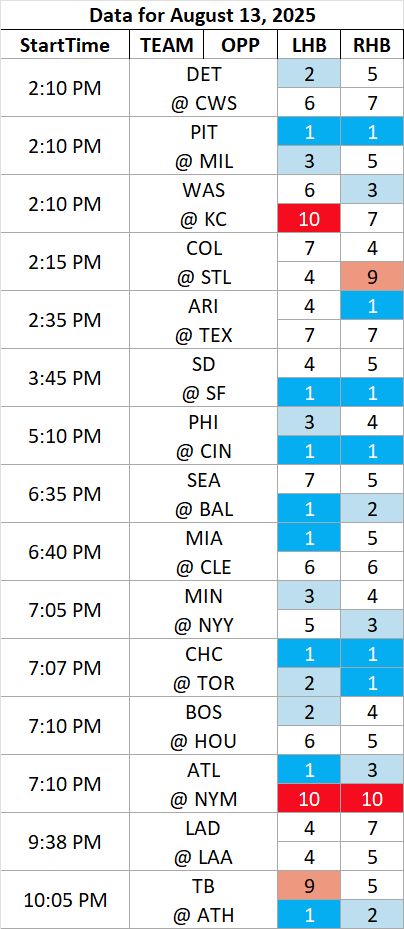 Data for August 13, 2025
StartTime TEAM OPP LHB RHB
2:10 PM DET 2 5
@ CWS 6 7
2:10 PM PIT 1 1
@ MIL 3 5
2:10 PM WAS 6 3
@ KC 10 7
2:15 PM COL 7 4
@ STL 4 9
2:35 PM ARI 4 1
@ TEX 7 7
3:45 PM SD 4 5
@ SF 1 1
5:10 PM PHI 3 4
@ CIN 1 1
6:35 PM SEA 7 5
@ BAL 1 2
6:40 PM MIA 1 5
@ CLE 6 6
7:05 PM MIN 3 4
@ NYY 5 3
7:07 PM CHC 1 1
@ TOR 2 1
7:10 PM BOS 2 4
@ HOU 6 5
7:10 PM ATL 1 3
@ NYM 10 10
9:38 PM LAD 4 7
@ LAA 4 5
10:05 PM TB 9 5
@ ATH 1 2